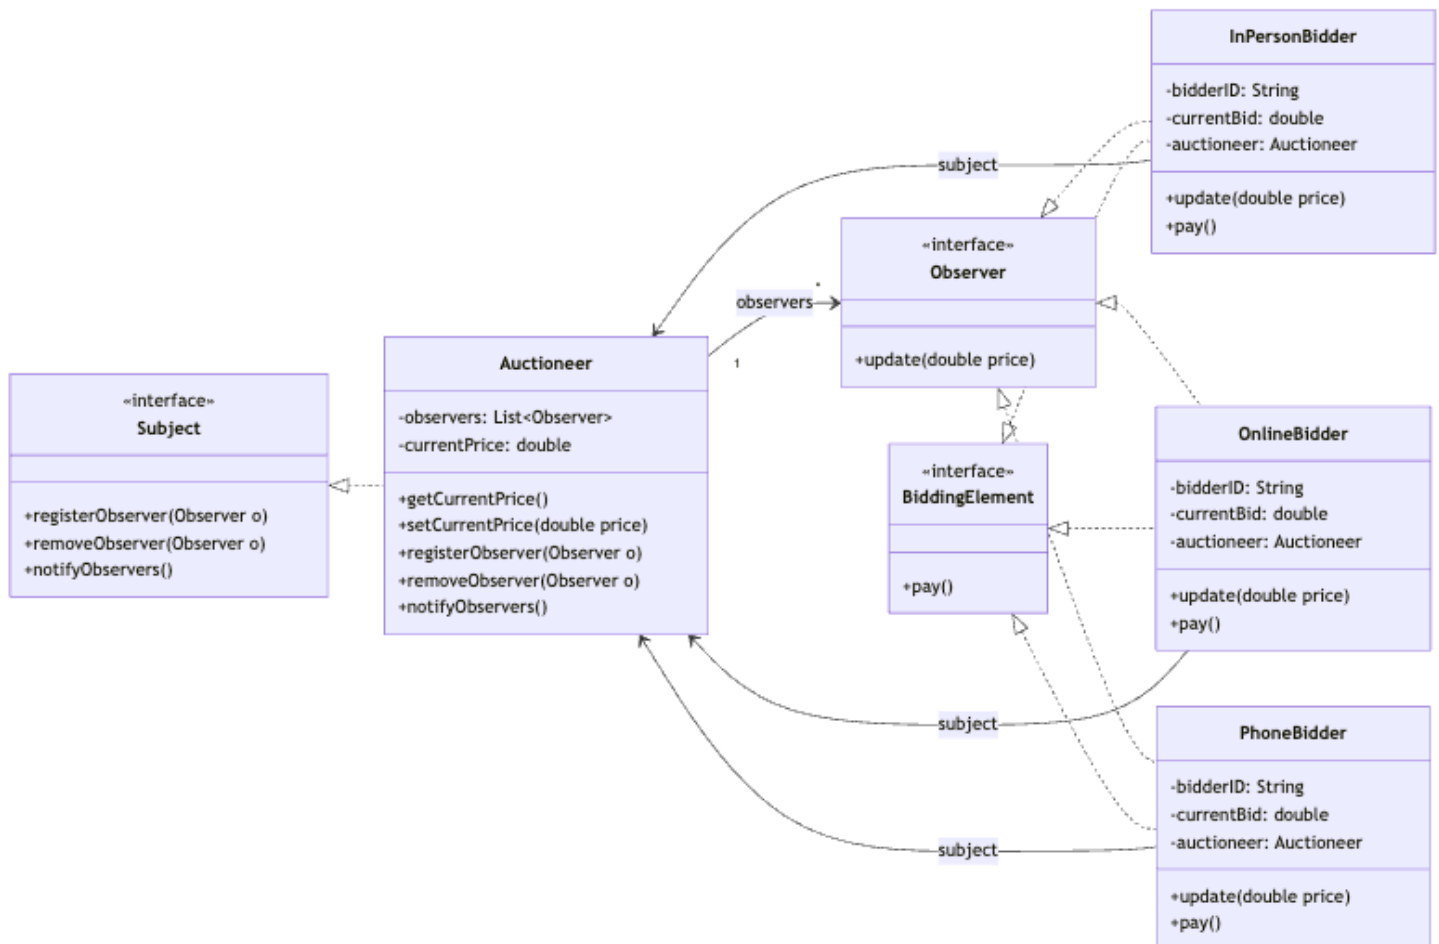 InPersonBidder
-bidderID: String
-currentBid: double
-auctioneer: Auctioneer
+update(double price)
+pay()
subject
«interface»
Observer
+update(double price)
observers
*
1
Auctioneer
-observers: List<Observer>
-currentPrice: double
+getCurrentPrice()
+setCurrentPrice(double price)
+registerObserver(Observer o)
+removeObserver(Observer o)
+notifyObservers()
«interface»
Subject
+registerObserver(Observer o)
+removeObserver(Observer o)
+notifyObservers()
«interface»
BiddingElement
+pay()
OnlineBidder
-bidderID: String
-currentBid: double
-auctioneer: Auctioneer
+update(double price)
+pay()
subject
PhoneBidder
-bidderID: String
-currentBid: double
-auctioneer: Auctioneer
+update(double price)
+pay()
subject